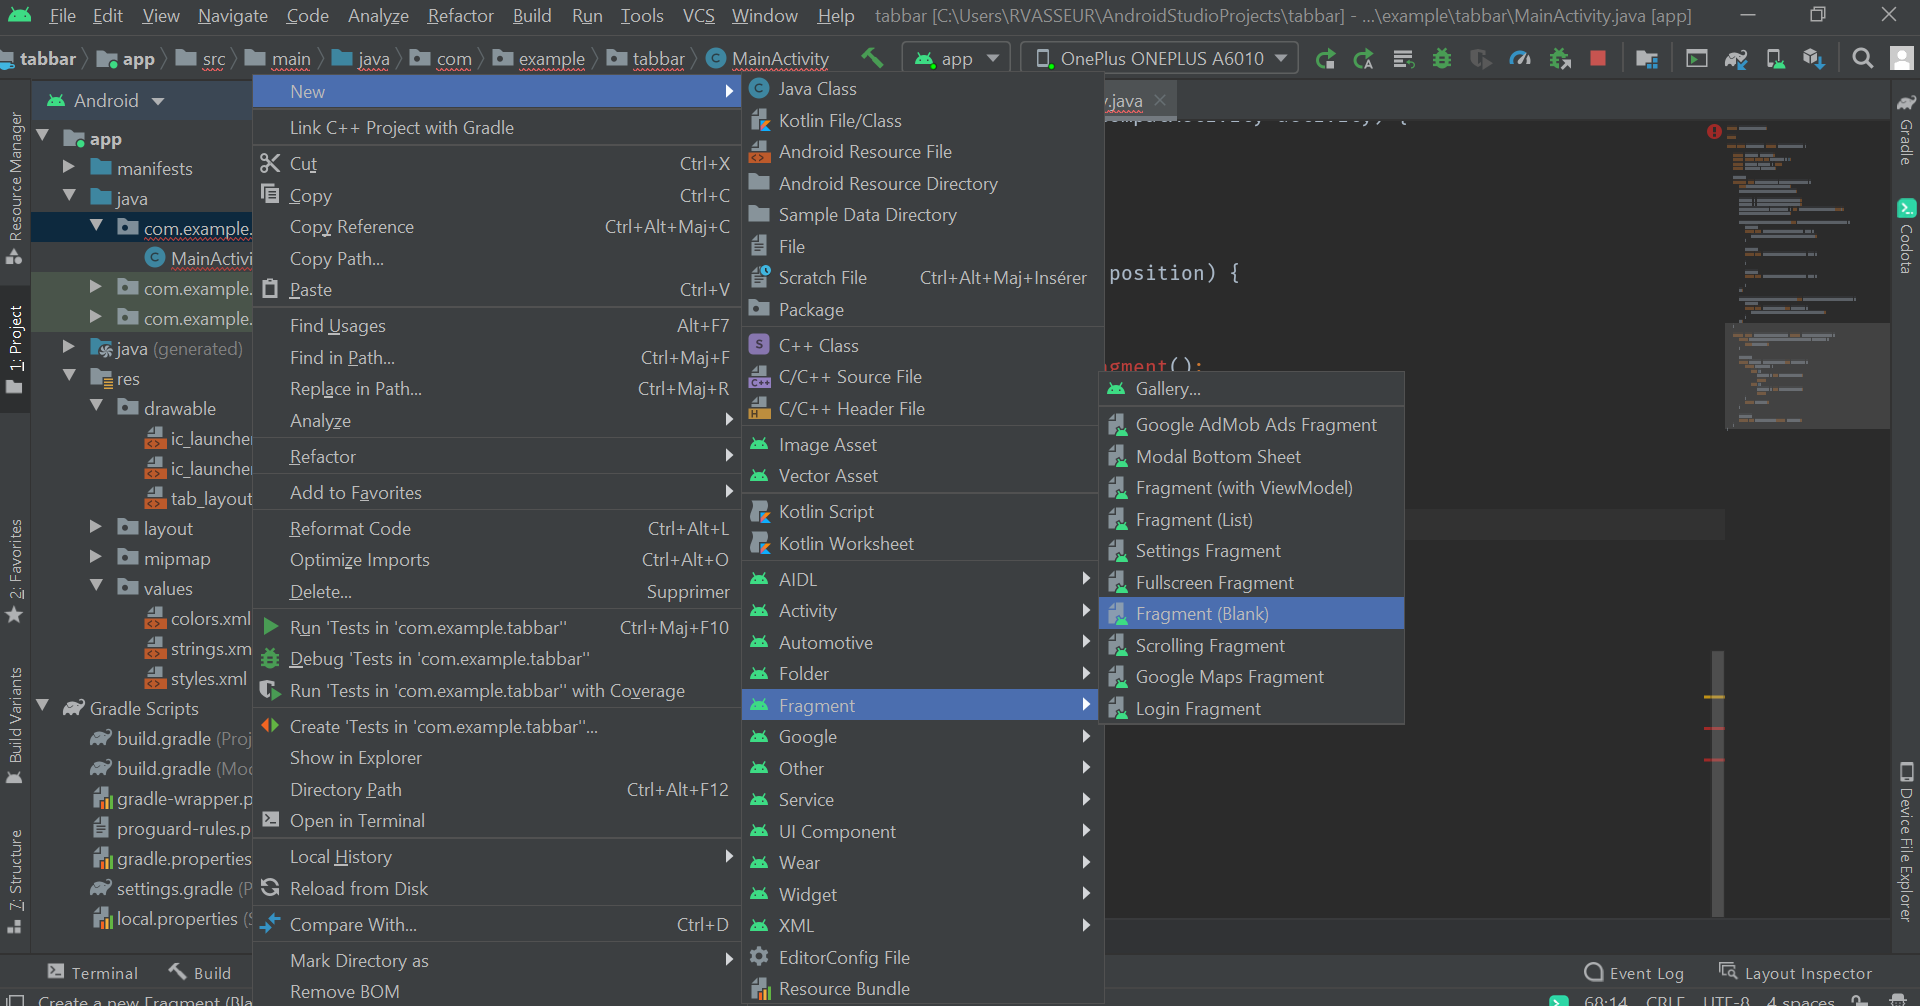 File Edit View Navigate Code Analyze Refactor Build Run Tools VCS Window Help tabbar [C:\Users\RVASSEUR\AndroidStudioProjects\tabbar] - ...\example\tabbar\MainActivity.java [app]
tabbar app src main java com example tabbar MainActivity app OnePlus ONEPLUS A6010
Android
app
manifests
java
com.example.
MainActivi
com.example.
com.example.
java (generated)
res
drawable
ic_launche
ic_launche
tab_layout
layout
mipmap
values
colors.xml
strings.xm
styles.xml
Gradle Scripts
build.gradle (Proj
build.gradle (Mod
gradle-wrapper.p
proguard-rules.p
gradle.properties
settings.gradle (P
local.properties (S
Resource Manager
1: Project
2: Favorites
Build Variants
7: Structure
New
Link C++ Project with Gradle
Cut Ctrl+X
Copy Ctrl+C
Copy Reference Ctrl+Alt+Maj+C
Copy Path...
Paste Ctrl+V
Find Usages Alt+F7
Find in Path... Ctrl+Maj+F
Replace in Path... Ctrl+Maj+R
Analyze
Refactor
Add to Favorites
Reformat Code Ctrl+Alt+L
Optimize Imports Ctrl+Alt+O
Delete... Supprimer
Run 'Tests in 'com.example.tabbar'' Ctrl+Maj+F10
Debug 'Tests in 'com.example.tabbar''
Run 'Tests in 'com.example.tabbar'' with Coverage
Create 'Tests in 'com.example.tabbar''...
Show in Explorer
Directory Path Ctrl+Alt+F12
Open in Terminal
Local History
Reload from Disk
Compare With... Ctrl+D
Mark Directory as
Remove BOM
Java Class
Kotlin File/Class
Android Resource File
Android Resource Directory
Sample Data Directory
File
Scratch File Ctrl+Alt+Maj+Insérer
Package
C++ Class
C/C++ Source File
C/C++ Header File
Image Asset
Vector Asset
Kotlin Script
Kotlin Worksheet
AIDL
Activity
Automotive
Folder
Fragment
Google
Other
Service
UI Component
Wear
Widget
XML
EditorConfig File
Resource Bundle
Gallery...
Google AdMob Ads Fragment
Modal Bottom Sheet
Fragment (with ViewModel)
Fragment (List)
Settings Fragment
Fullscreen Fragment
Fragment (Blank)
Scrolling Fragment
Google Maps Fragment
Login Fragment
.java
position) {
gment();
Gradle
Codota
Device File Explorer
Terminal Build Event Log Layout Inspector
Create a new Fragment (Bla 68:14 CRLF UTF-8 4 spaces